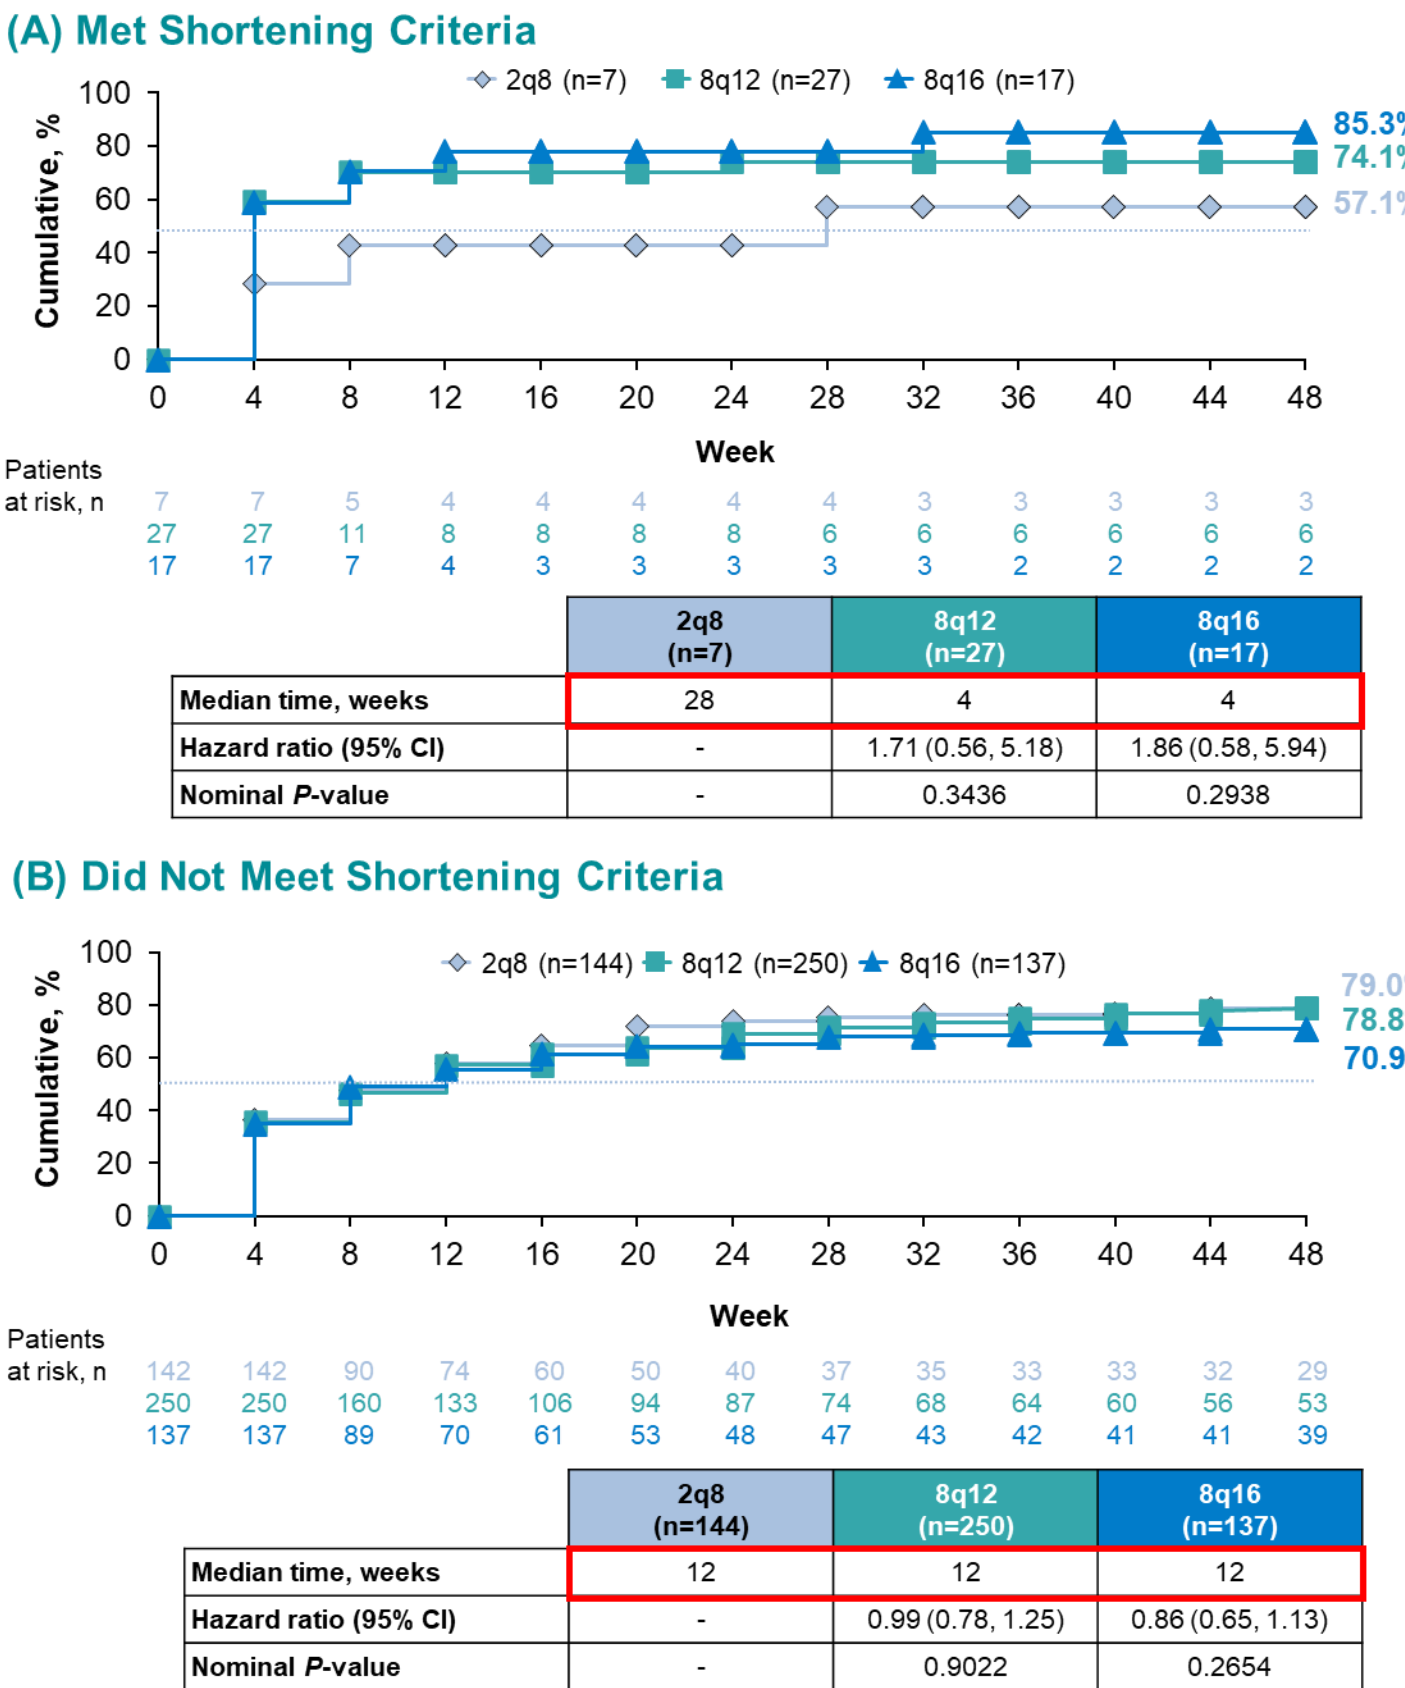 (A) Met Shortening Criteria
2q8 (n=7) 8q12 (n=27) 8q16 (n=17)
Cumulative, %
100
80
60
40
20
0
85.3%
74.1%
57.1%
0 4 8 12 16 20 24 28 32 36 40 44 48
Week
Patients
at risk, n
7 7 5 4 4 4 4 4 3 3 3 3 3
27 27 11 8 8 8 8 6 6 6 6 6 6
17 17 7 4 3 3 3 3 3 2 2 2 2
2q8 8q12 8q16
(n=7) (n=27) (n=17)
Median time, weeks 28 4 4
Hazard ratio (95% CI) - 1.71 (0.56, 5.18) 1.86 (0.58, 5.94)
Nominal P-value - 0.3436 0.2938
(B) Did Not Meet Shortening Criteria
2q8 (n=144) 8q12 (n=250) 8q16 (n=137)
Cumulative, %
100
80
60
40
20
0
79.0
78.8
70.9
0 4 8 12 16 20 24 28 32 36 40 44 48
Week
Patients
at risk, n
142 142 90 74 60 50 40 37 35 33 33 32 29
250 250 160 133 106 94 87 74 68 64 60 56 53
137 137 89 70 61 53 48 47 43 42 41 41 39
2q8 8q12 8q16
(n=144) (n=250) (n=137)
Median time, weeks 12 12 12
Hazard ratio (95% CI) - 0.99 (0.78, 1.25) 0.86 (0.65, 1.13)
Nominal P-value - 0.9022 0.2654